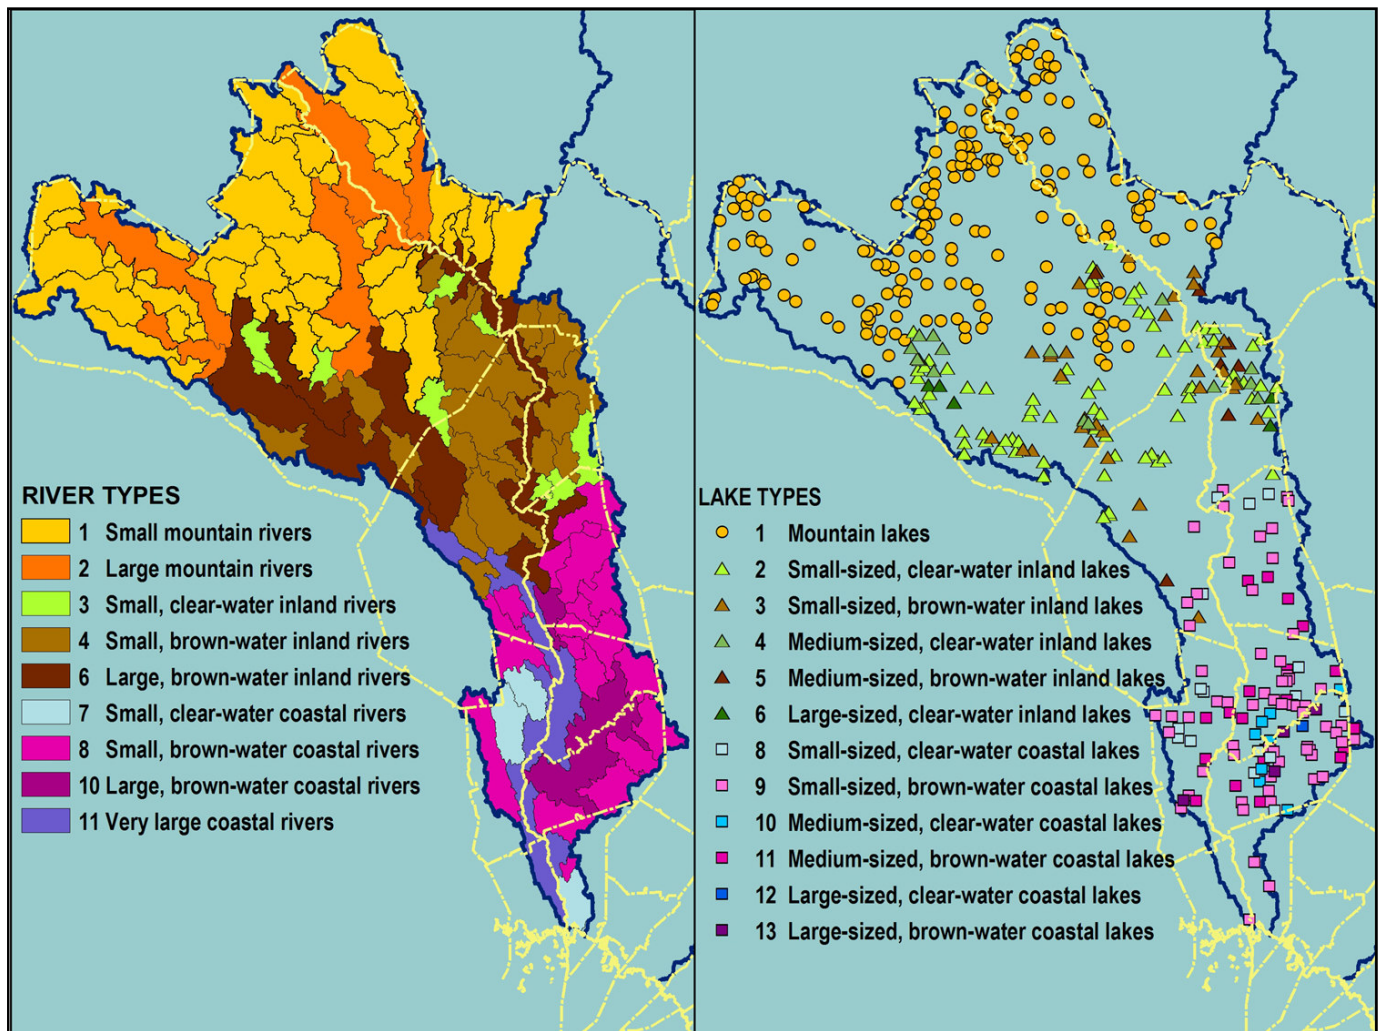 RIVER TYPES
1 Small mountain rivers
2 Large mountain rivers
3 Small, clear-water inland rivers
4 Small, brown-water inland rivers
6 Large, brown-water inland rivers
7 Small, clear-water coastal rivers
8 Small, brown-water coastal rivers
10 Large, brown-water coastal rivers
11 Very large coastal rivers
LAKE TYPES
1 Mountain lakes
2 Small-sized, clear-water inland lakes
3 Small-sized, brown-water inland lakes
4 Medium-sized, clear-water inland lakes
5 Medium-sized, brown-water inland lakes
6 Large-sized, clear-water inland lakes
8 Small-sized, clear-water coastal lakes
9 Small-sized, brown-water coastal lakes
10 Medium-sized, clear-water coastal lakes
11 Medium-sized, brown-water coastal lakes
12 Large-sized, clear-water coastal lakes
13 Large-sized, brown-water coastal lakes